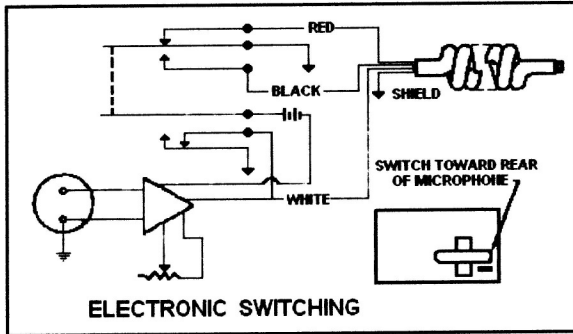 RED
BLACK
SHIELD
SWITCH TOWARD REAR
OF MICROPHONE
WHITE
ELECTRONIC SWITCHING